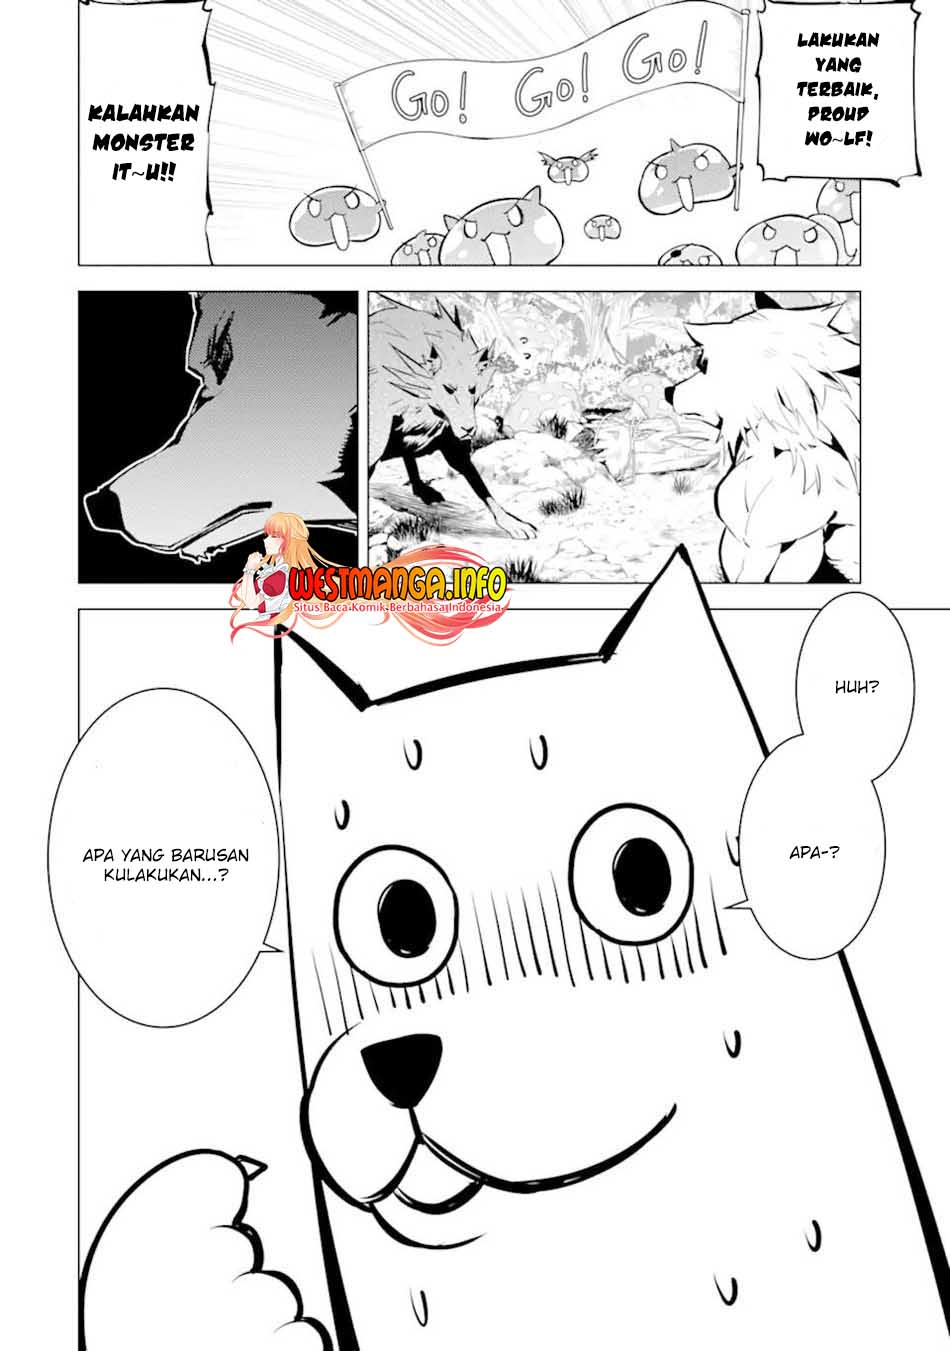 LAKUKAN
YANG
TERBAIK,
PROUD
WO~LF!
GO! GO! GO!
KALAHKAN
MONSTER
IT~U!!
WESTMANGA.INFO
Situs Baca Komik Berbahasa Indonesia
HUH?
APA-?
APA YANG BARUSAN
KULAKUKAN...?